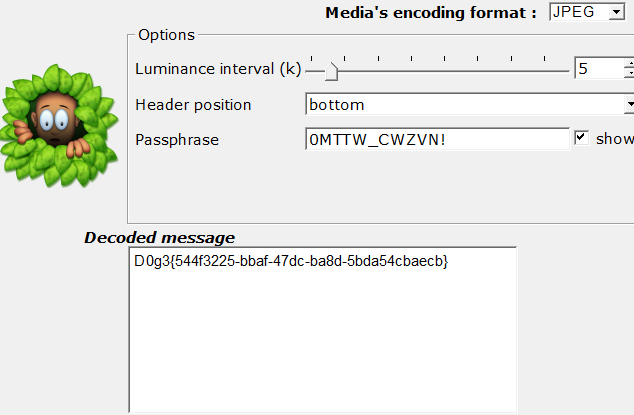 Media's encoding format : JPEG
Options
Luminance interval (k) 5
Header position bottom
Passphrase 0MTTW_CWZVN! show
Decoded message
D0g3{544f3225-bbaf-47dc-ba8d-5bda54cbaecb}